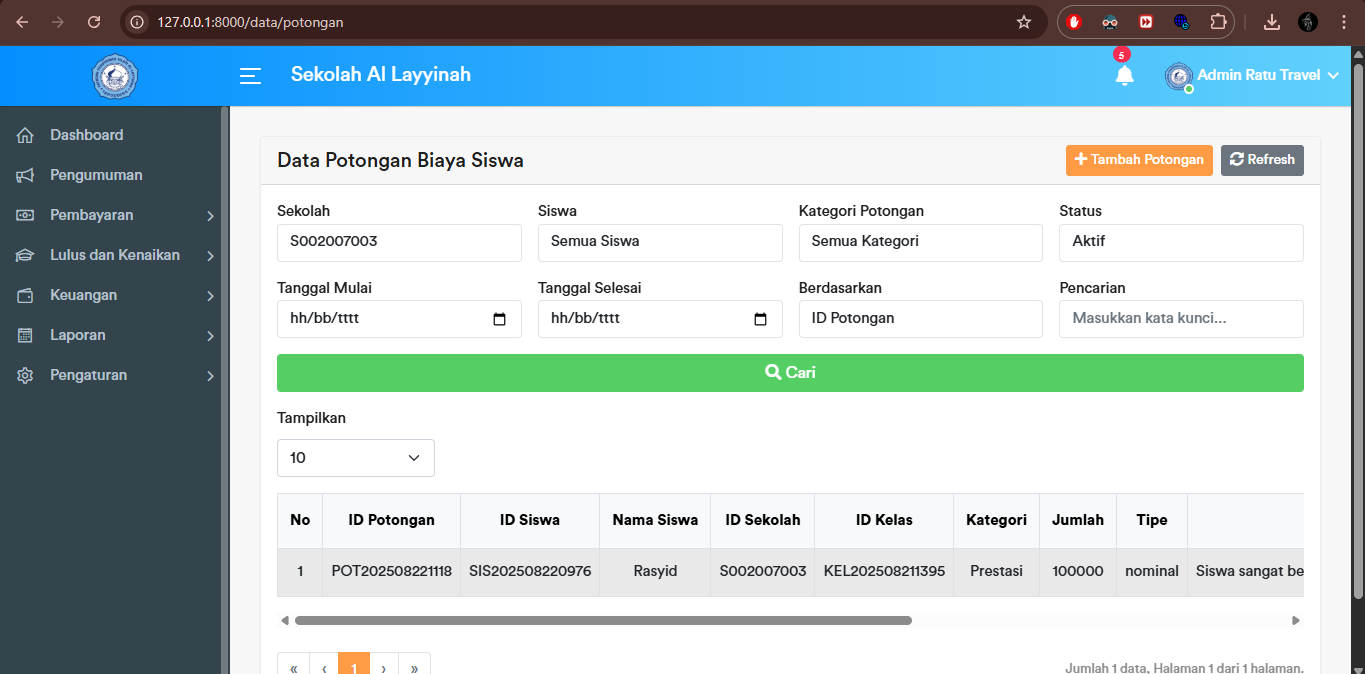 127.0.0.1:8000/data/potongan
Sekolah Al Layyinah
5
Admin Ratu Travel
Dashboard
Pengumuman
Pembayaran
Lulus dan Kenaikan
Keuangan
Laporan
Pengaturan
Data Potongan Biaya Siswa
Tambah Potongan
Refresh
Sekolah Siswa Kategori Potongan Status
S002007003 Semua Siswa Semua Kategori Aktif
Tanggal Mulai Tanggal Selesai Berdasarkan Pencarian
hh/bb/tttt hh/bb/tttt ID Potongan Masukkan kata kunci...
Cari
Tampilkan
10
No ID Potongan ID Siswa Nama Siswa ID Sekolah ID Kelas Kategori Jumlah Tipe
1 POT202508221118 SIS202508220976 Rasyid S002007003 KEL202508211395 Prestasi 100000 nominal Siswa sangat be
« ‹ 1 › »
Jumlah 1 data, Halaman 1 dari 1 halaman.